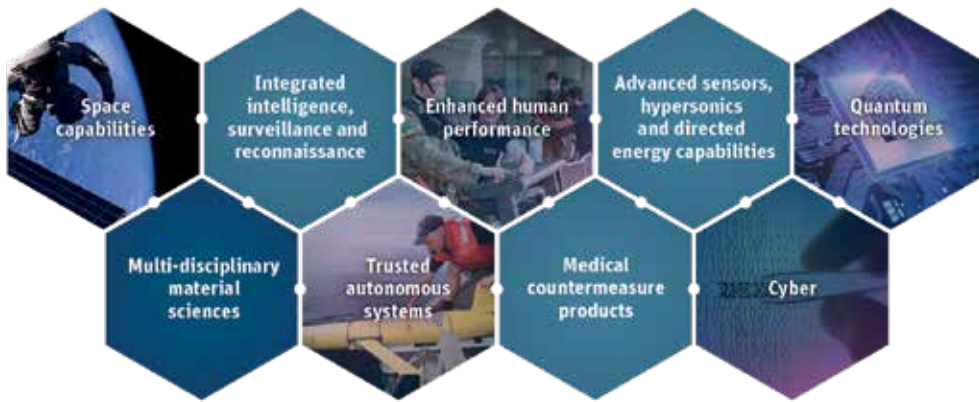 Space
capabilities
Integrated
intelligence,
surveillance and
reconnaissance
Enhanced human
performance
Advanced sensors,
hypersonics
and directed
energy capabilities
Quantum
technologies
Multi-disciplinary
material
sciences
Trusted
autonomous
systems
Medical
countermeasure
products
Cyber